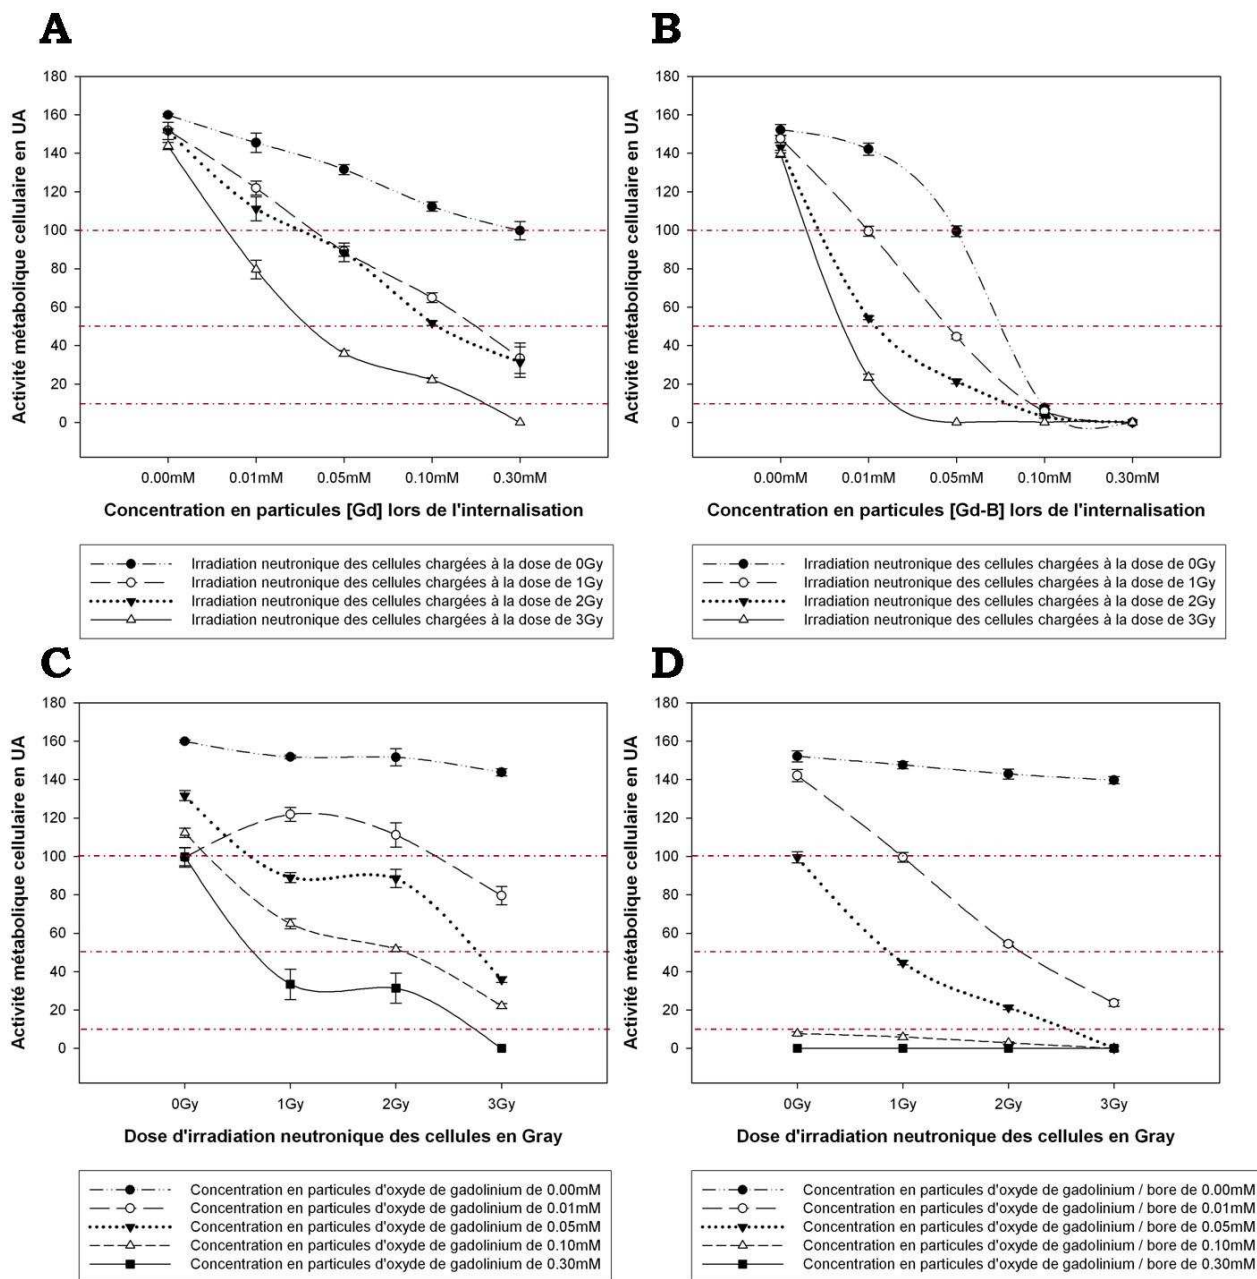 A
Activité métabolique cellulaire en UA
180
160
140
120
100
80
60
40
20
0
0.00mM 0.01mM 0.05mM 0.10mM 0.30mM
Concentration en particules [Gd] lors de l'internalisation
Irradiation neutronique des cellules chargées à la dose de 0Gy
Irradiation neutronique des cellules chargées à la dose de 1Gy
Irradiation neutronique des cellules chargées à la dose de 2Gy
Irradiation neutronique des cellules chargées à la dose de 3Gy
B
Activité métabolique cellulaire en UA
180
160
140
120
100
80
60
40
20
0
0.00mM 0.01mM 0.05mM 0.10mM 0.30mM
Concentration en particules [Gd-B] lors de l'internalisation
Irradiation neutronique des cellules chargées à la dose de 0Gy
Irradiation neutronique des cellules chargées à la dose de 1Gy
Irradiation neutronique des cellules chargées à la dose de 2Gy
Irradiation neutronique des cellules chargées à la dose de 3Gy
C
Activité métabolique cellulaire en UA
180
160
140
120
100
80
60
40
20
0
0Gy 1Gy 2Gy 3Gy
Dose d'irradiation neutronique des cellules en Gray
Concentration en particules d'oxyde de gadolinium de 0.00mM
Concentration en particules d'oxyde de gadolinium de 0.01mM
Concentration en particules d'oxyde de gadolinium de 0.05mM
Concentration en particules d'oxyde de gadolinium de 0.10mM
Concentration en particules d'oxyde de gadolinium de 0.30mM
D
Activité métabolique cellulaire en UA
180
160
140
120
100
80
60
40
20
0
0Gy 1Gy 2Gy 3Gy
Dose d'irradiation neutronique des cellules en Gray
Concentration en particules d'oxyde de gadolinium / bore de 0.00mM
Concentration en particules d'oxyde de gadolinium / bore de 0.01mM
Concentration en particules d'oxyde de gadolinium / bore de 0.05mM
Concentration en particules d'oxyde de gadolinium / bore de 0.10mM
Concentration en particules d'oxyde de gadolinium / bore de 0.30mM